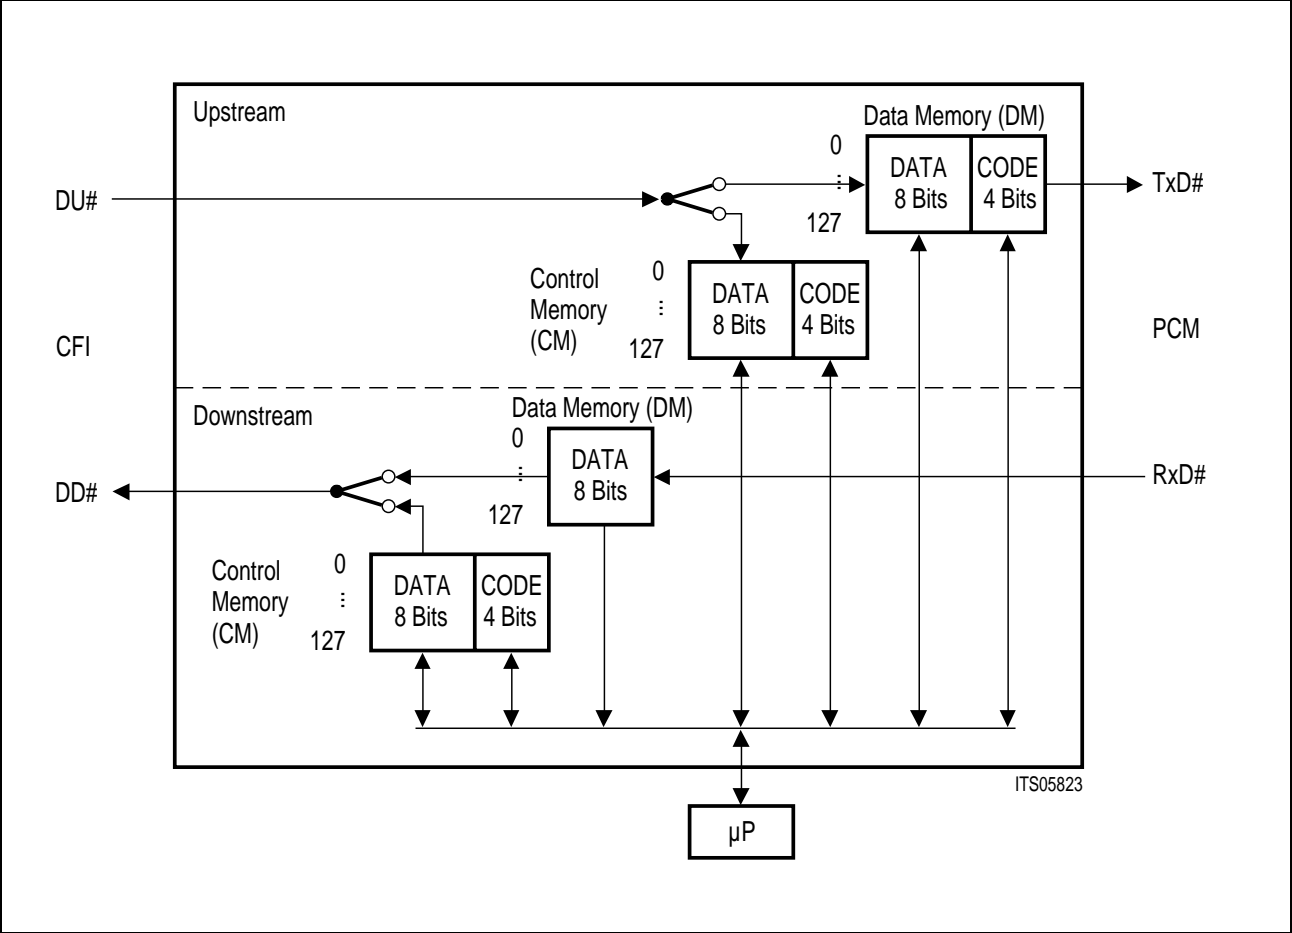 Upstream
Data Memory (DM)
0
⋮
127
DATA
8 Bits
CODE
4 Bits
DU#
TxD#
Control
Memory
(CM)
0
⋮
127
DATA
8 Bits
CODE
4 Bits
CFI
PCM
Downstream
Data Memory (DM)
0
⋮
127
DATA
8 Bits
DD#
RxD#
Control
Memory
(CM)
0
⋮
127
DATA
8 Bits
CODE
4 Bits
ITS05823
µP